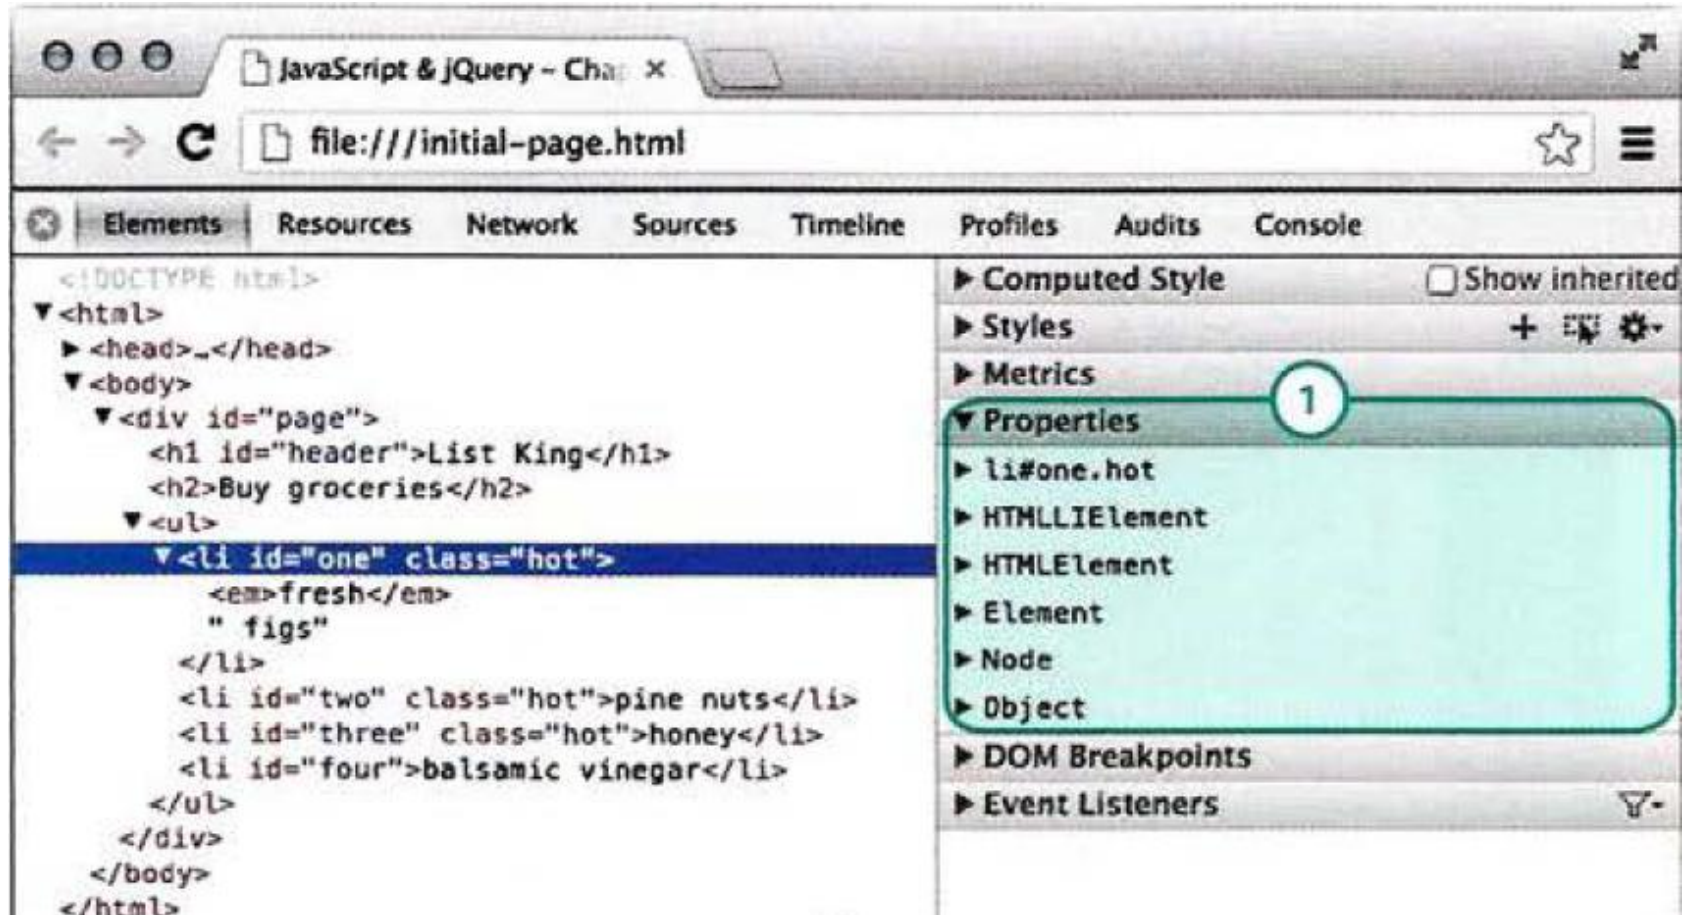 JavaScript & jQuery – Cha
file:///initial-page.html
Elements Resources Network Sources Timeline Profiles Audits Console
<!DOCTYPE html>
▼<html>
▶<head>…</head>
▼<body>
▼<div id="page">
<h1 id="header">List King</h1>
<h2>Buy groceries</h2>
▼<ul>
▼<li id="one" class="hot">
<em>fresh</em>
" figs"
</li>
<li id="two" class="hot">pine nuts</li>
<li id="three" class="hot">honey</li>
<li id="four">balsamic vinegar</li>
</ul>
</div>
</body>
</html>
▶ Computed Style Show inherited
▶ Styles
▶ Metrics
1
▼ Properties
▶ li#one.hot
▶ HTMLLIElement
▶ HTMLElement
▶ Element
▶ Node
▶ Object
▶ DOM Breakpoints
▶ Event Listeners